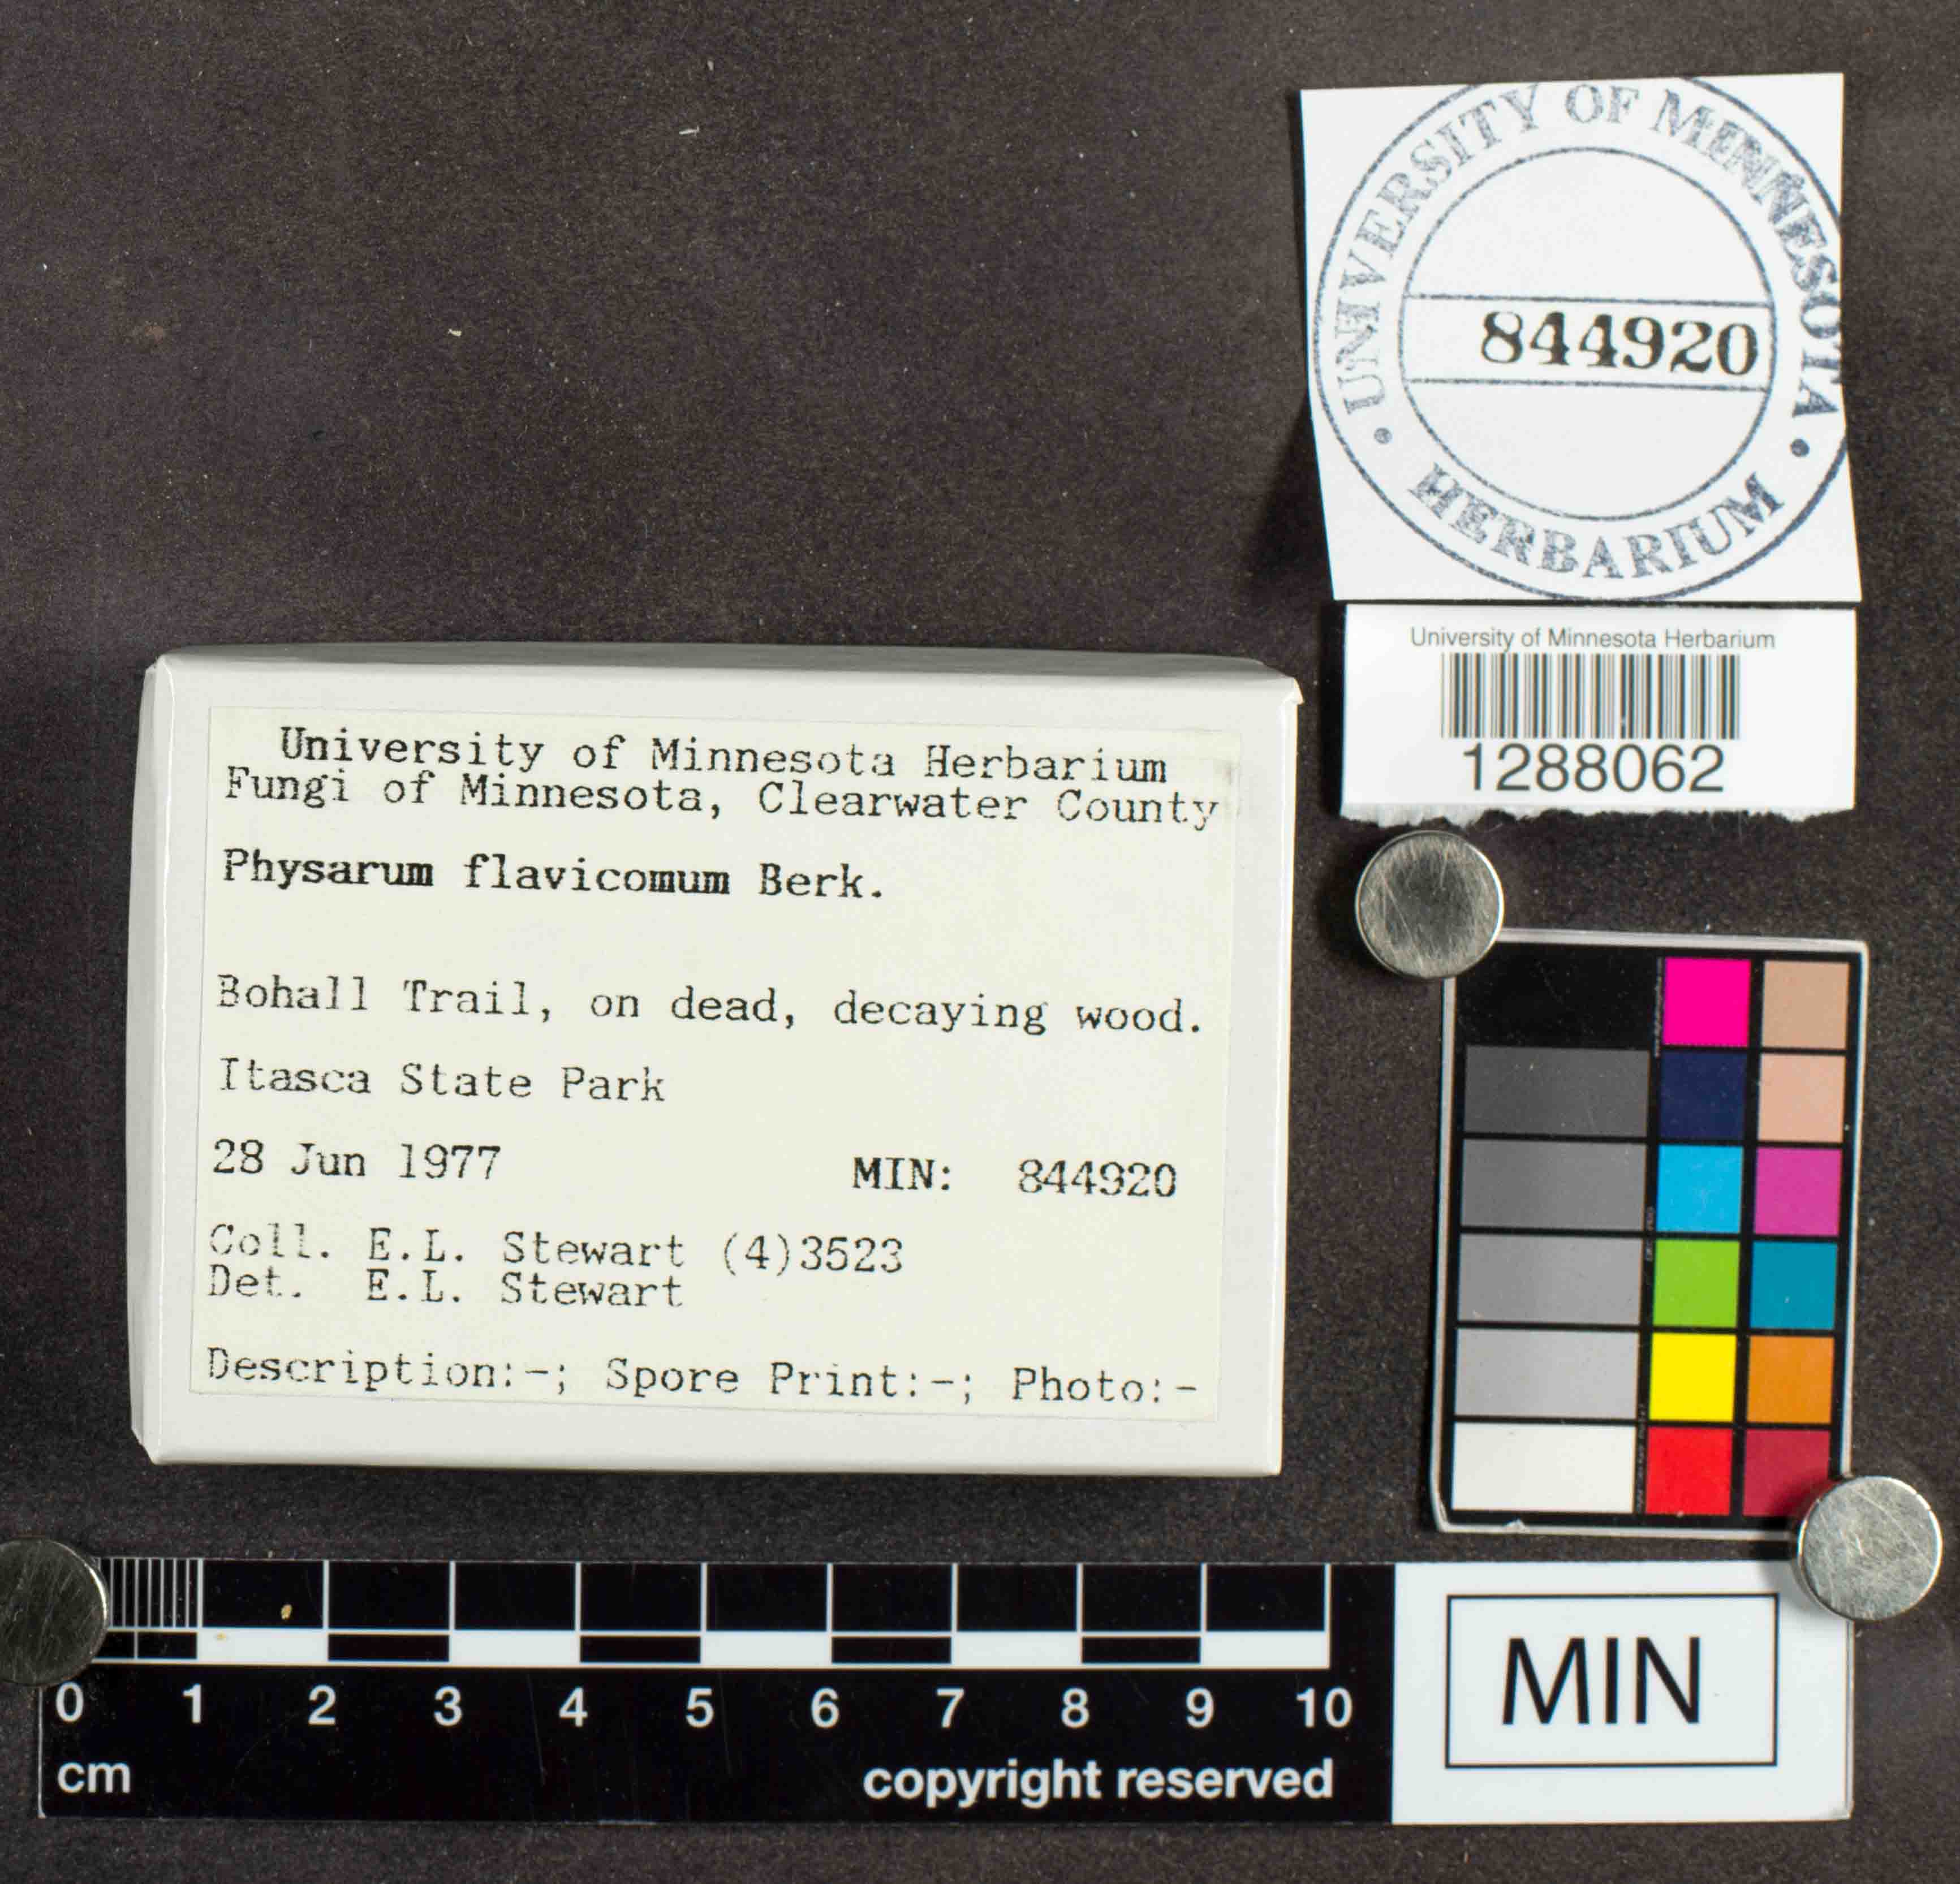 UNIVERSITY OF MINNESOTA
844920
HERBARIUM
University of Minnesota Herbarium
1288062
University of Minnesota Herbarium
Fungi of Minnesota, Clearwater County
Physarum flavicomum Berk.
Bohall Trail, on dead, decaying wood.
Itasca State Park
28 Jun 1977 MIN: 844920
Coll. E.L. Stewart (4)3523
Det. E.L. Stewart
Description:-; Spore Print:-; Photo:-
0 1 2 3 4 5 6 7 8 9 10
cm copyright reserved
MIN